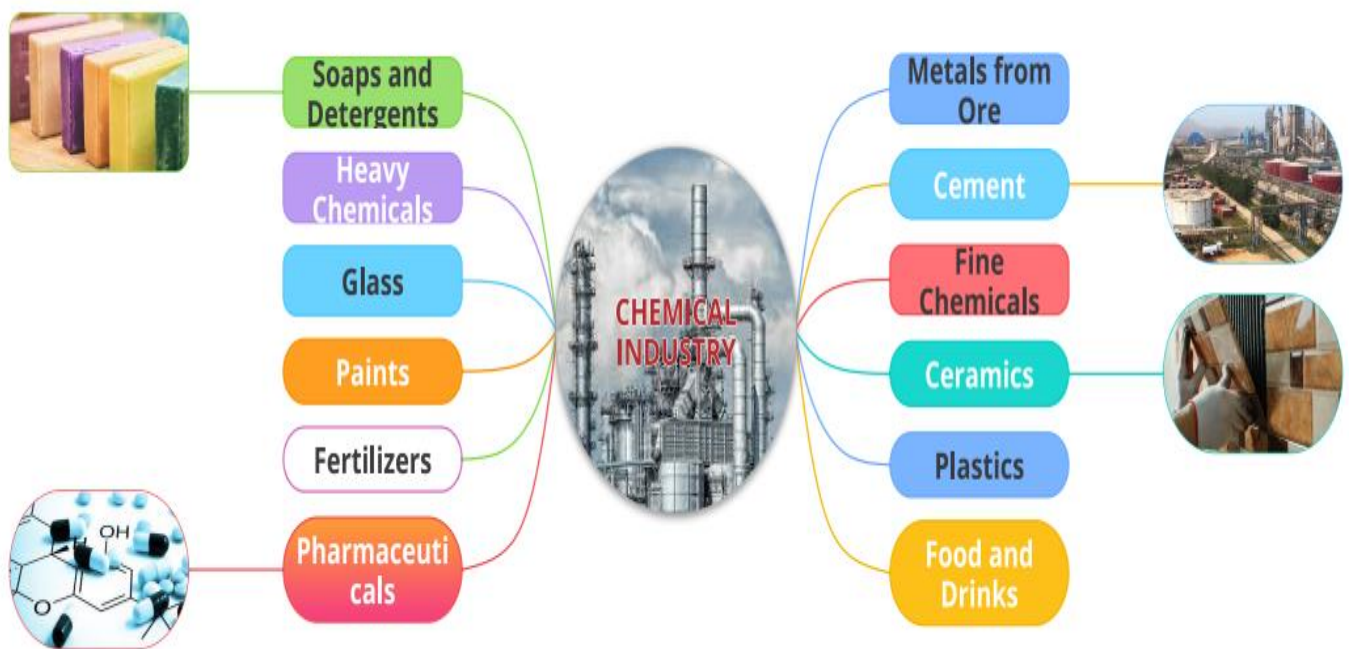 Soaps and
Detergents
Heavy
Chemicals
Glass
Paints
Fertilizers
Pharmaceuti
cals
CHEMICAL
INDUSTRY
Metals from
Ore
Cement
Fine
Chemicals
Ceramics
Plastics
Food and
Drinks
OH
O